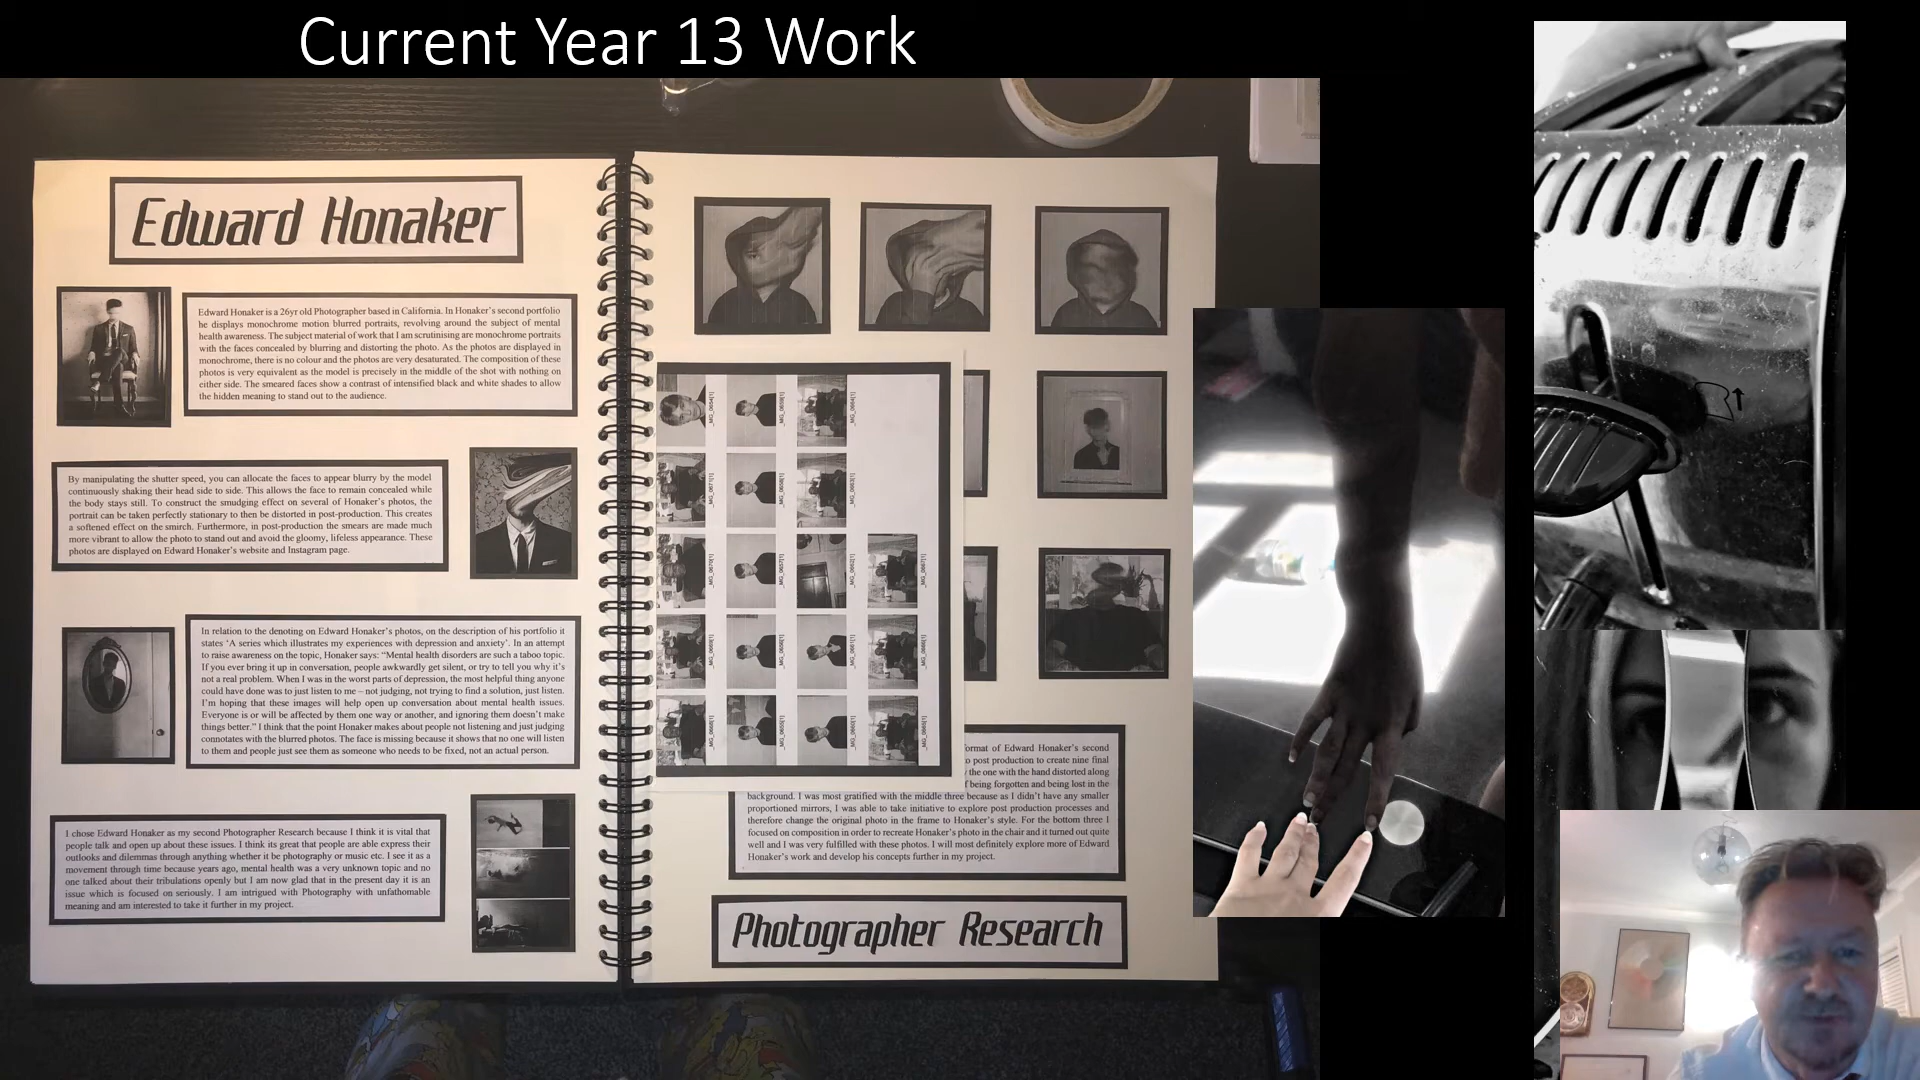 Current Year 13 Work
Edward Honaker
Edward Honaker is a 26yr old Photographer based in California. In Honaker's second portfolio
he displays monochrome motion blurred portraits, revolving around the subject of mental
health awareness. The subject material of work that I am scrutinising are monochrome portraits
with the faces concealed by blurring and distorting the photo. As the photos are displayed in
monochrome, there is no colour and the photos are very desaturated. The composition of these
photos is very equivalent as the model is precisely in the middle of the shot with nothing on
either side. The smeared faces show a contrast of intensified black and white shades to allow
the hidden meaning to stand out to the audience.
By manipulating the shutter speed, you can allocate the faces to appear blurry by the model
continuously shaking their head side to side. This allows the face to remain concealed while
the body stays still. To construct the smudging effect on several of Honaker's photos, the
portrait can be taken perfectly stationary to then be distorted in post-production. This creates
a softened effect on the smirch. Furthermore, in post-production the smears are made much
more vibrant to allow the photo to stand out and avoid the gloomy, lifeless appearance. These
photos are displayed on Edward Honaker's website and Instagram page.
In relation to the denoting on Edward Honaker's photos, on the description of his portfolio it
states 'A series which illustrates my experiences with depression and anxiety'. In an attempt
to raise awareness on the topic, Honaker says: "Mental health disorders are such a taboo topic.
If you ever bring it up in conversation, people awkwardly get silent, or try to tell you why it's
not a real problem. When I was in the worst parts of depression, the most helpful thing anyone
could have done was to just listen to me – not judging, not trying to find a solution, just listen.
I'm hoping that these images will help open up conversation about mental health issues.
Everyone is or will be affected by them one way or another, and ignoring them doesn't make
things better." I think that the point Honaker makes about people not listening and just judging
connotates with the blurred photos. The face is missing because it shows that no one will listen
to them and people just see them as someone who needs to be fixed, not an actual person.
I chose Edward Honaker as my second Photographer Research because I think it is vital that
people talk and open up about these issues. I think its great that people are able express their
outlooks and dilemmas through anything whether it be photography or music etc. I see it as a
movement through time because years ago, mental health was a very unknown topic and no
one talked about their tribulations openly but I am now glad that in the present day it is an
issue which is focused on seriously. I am intrigued with Photography with unfathomable
meaning and am interested to take it further in my project.
format of Edward Honaker's second
o post production to create nine final
the one with the hand distorted along
f being forgotten and being lost in the
background. I was most gratified with the middle three because as I didn't have any smaller
proportioned mirrors, I was able to take initiative to explore post production processes and
therefore change the original photo in the frame to Honaker's style. For the bottom three I
focused on composition in order to recreate Honaker's photo in the chair and it turned out quite
well and I was very fulfilled with these photos. I will most definitely explore more of Edward
Honaker's work and develop his concepts further in my project.
Photographer Research